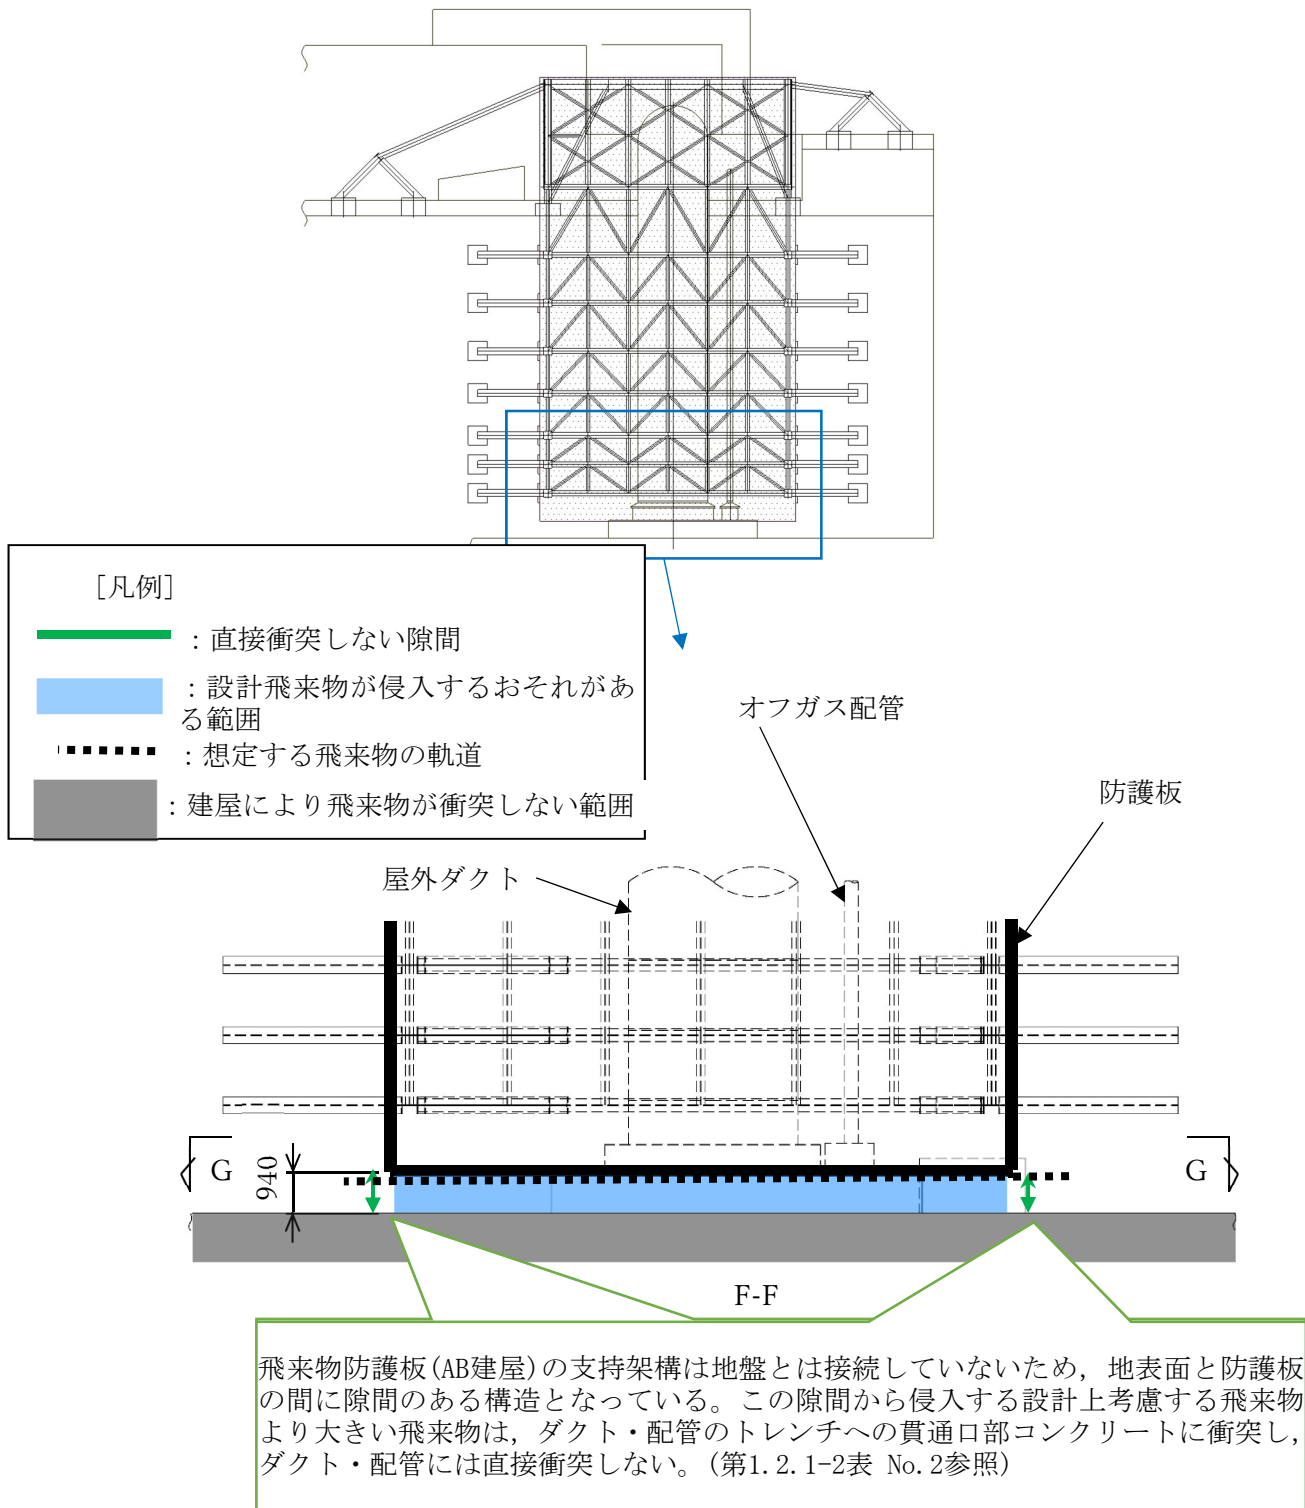 ［凡例］
：直接衝突しない隙間
：設計飛来物が侵入するおそれがあ
る範囲
：想定する飛来物の軌道
：建屋により飛来物が衝突しない範囲
オフガス配管
防護板
屋外ダクト
G
940
G
F-F
飛来物防護板(AB建屋)の支持架構は地盤とは接続していないため，地表面と防護板
の間に隙間のある構造となっている。この隙間から侵入する設計上考慮する飛来物
より大きい飛来物は，ダクト・配管のトレンチへの貫通口部コンクリートに衝突し，
ダクト・配管には直接衝突しない。(第1.2.1-2表 No.2参照)